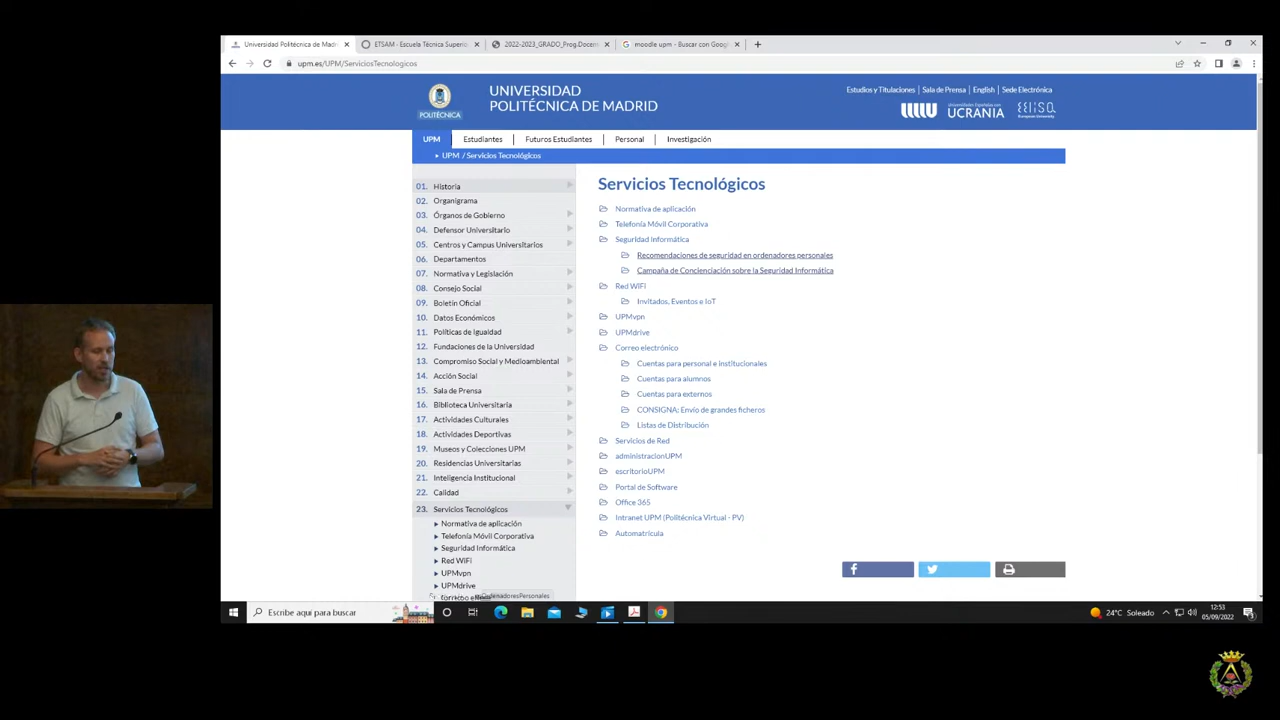 Universidad Politécnica de Madri
ETSAM - Escuela Técnica Superio
2022-2023_GRADO_Prog.Docent
moodle upm - Buscar con Googl
upm.es/UPM/ServiciosTecnologicos
POLITÉCNICA
UNIVERSIDAD
POLITÉCNICA DE MADRID
Estudios y Titulaciones | Sala de Prensa | English | Sede Electrónica
Universidades Españolas con
UCRANIA
UPM
Estudiantes
Futuros Estudiantes
Personal
Investigación
UPM / Servicios Tecnológicos
01. Historia
02. Organigrama
03. Órganos de Gobierno
04. Defensor Universitario
05. Centros y Campus Universitarios
06. Departamentos
07. Normativa y Legislación
08. Consejo Social
09. Boletín Oficial
10. Datos Económicos
11. Políticas de Igualdad
12. Fundaciones de la Universidad
13. Compromiso Social y Medioambiental
14. Acción Social
15. Sala de Prensa
16. Biblioteca Universitaria
17. Actividades Culturales
18. Actividades Deportivas
19. Museos y Colecciones UPM
20. Residencias Universitarias
21. Inteligencia Institucional
22. Calidad
23. Servicios Tecnológicos
Normativa de aplicación
Telefonía Móvil Corporativa
Seguridad Informática
Red WIFI
UPMvpn
UPMdrive
Servicios Tecnológicos
Normativa de aplicación
Telefonía Móvil Corporativa
Seguridad Informática
Recomendaciones de seguridad en ordenadores personales
Campaña de Concienciación sobre la Seguridad Informática
Red WIFI
Invitados, Eventos e IoT
UPMvpn
UPMdrive
Correo electrónico
Cuentas para personal e institucionales
Cuentas para alumnos
Cuentas para externos
CONSIGNA: Envío de grandes ficheros
Listas de Distribución
Servicios de Red
administracionUPM
escritorioUPM
Portal de Software
Office 365
Intranet UPM (Politécnica Virtual - PV)
Automatrícula
Escribe aquí para buscar
24°C Soleado
12:53
05/09/2022